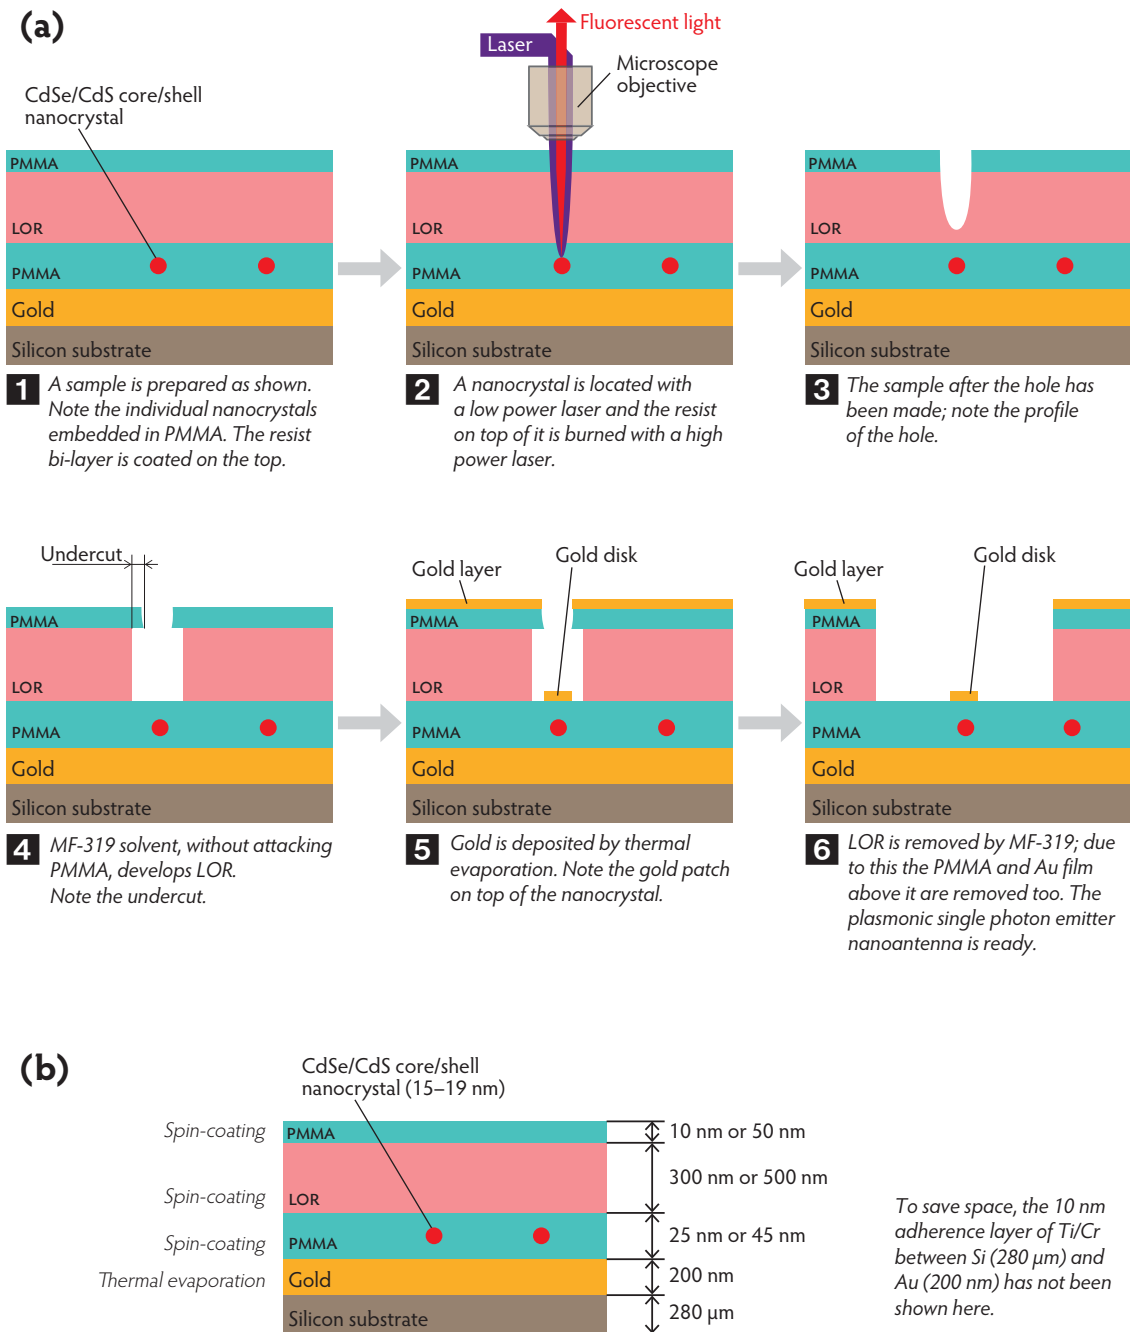 (a)
Fluorescent light
Laser
Microscope
objective
CdSe/CdS core/shell
nanocrystal
PMMA
LOR
PMMA
Gold
Silicon substrate
PMMA
LOR
PMMA
Gold
Silicon substrate
PMMA
LOR
PMMA
Gold
Silicon substrate
1 A sample is prepared as shown.
Note the individual nanocrystals
embedded in PMMA. The resist
bi-layer is coated on the top.
2 A nanocrystal is located with
a low power laser and the resist
on top of it is burned with a high
power laser.
3 The sample after the hole has
been made; note the profile
of the hole.
Undercut
PMMA
LOR
PMMA
Gold
Silicon substrate
Gold layer
Gold disk
PMMA
LOR
PMMA
Gold
Silicon substrate
Gold layer
Gold disk
PMMA
LOR
PMMA
Gold
Silicon substrate
4 MF-319 solvent, without attacking
PMMA, develops LOR.
Note the undercut.
5 Gold is deposited by thermal
evaporation. Note the gold patch
on top of the nanocrystal.
6 LOR is removed by MF-319; due
to this the PMMA and Au film
above it are removed too. The
plasmonic single photon emitter
nanoantenna is ready.
(b)
CdSe/CdS core/shell
nanocrystal (15–19 nm)
Spin-coating PMMA 10 nm or 50 nm
300 nm or 500 nm
Spin-coating LOR
Spin-coating PMMA 25 nm or 45 nm
Thermal evaporation Gold 200 nm
Silicon substrate 280 µm
To save space, the 10 nm
adherence layer of Ti/Cr
between Si (280 µm) and
Au (200 nm) has not been
shown here.